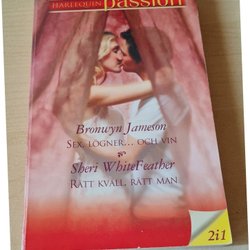 HARLEQUIN passion
Bronwyn Jameson
SEX, LÖGNER... OCH VIN
Sheri WhiteFeather
RÄTT KVÄLL, RÄTT MAN
2i1